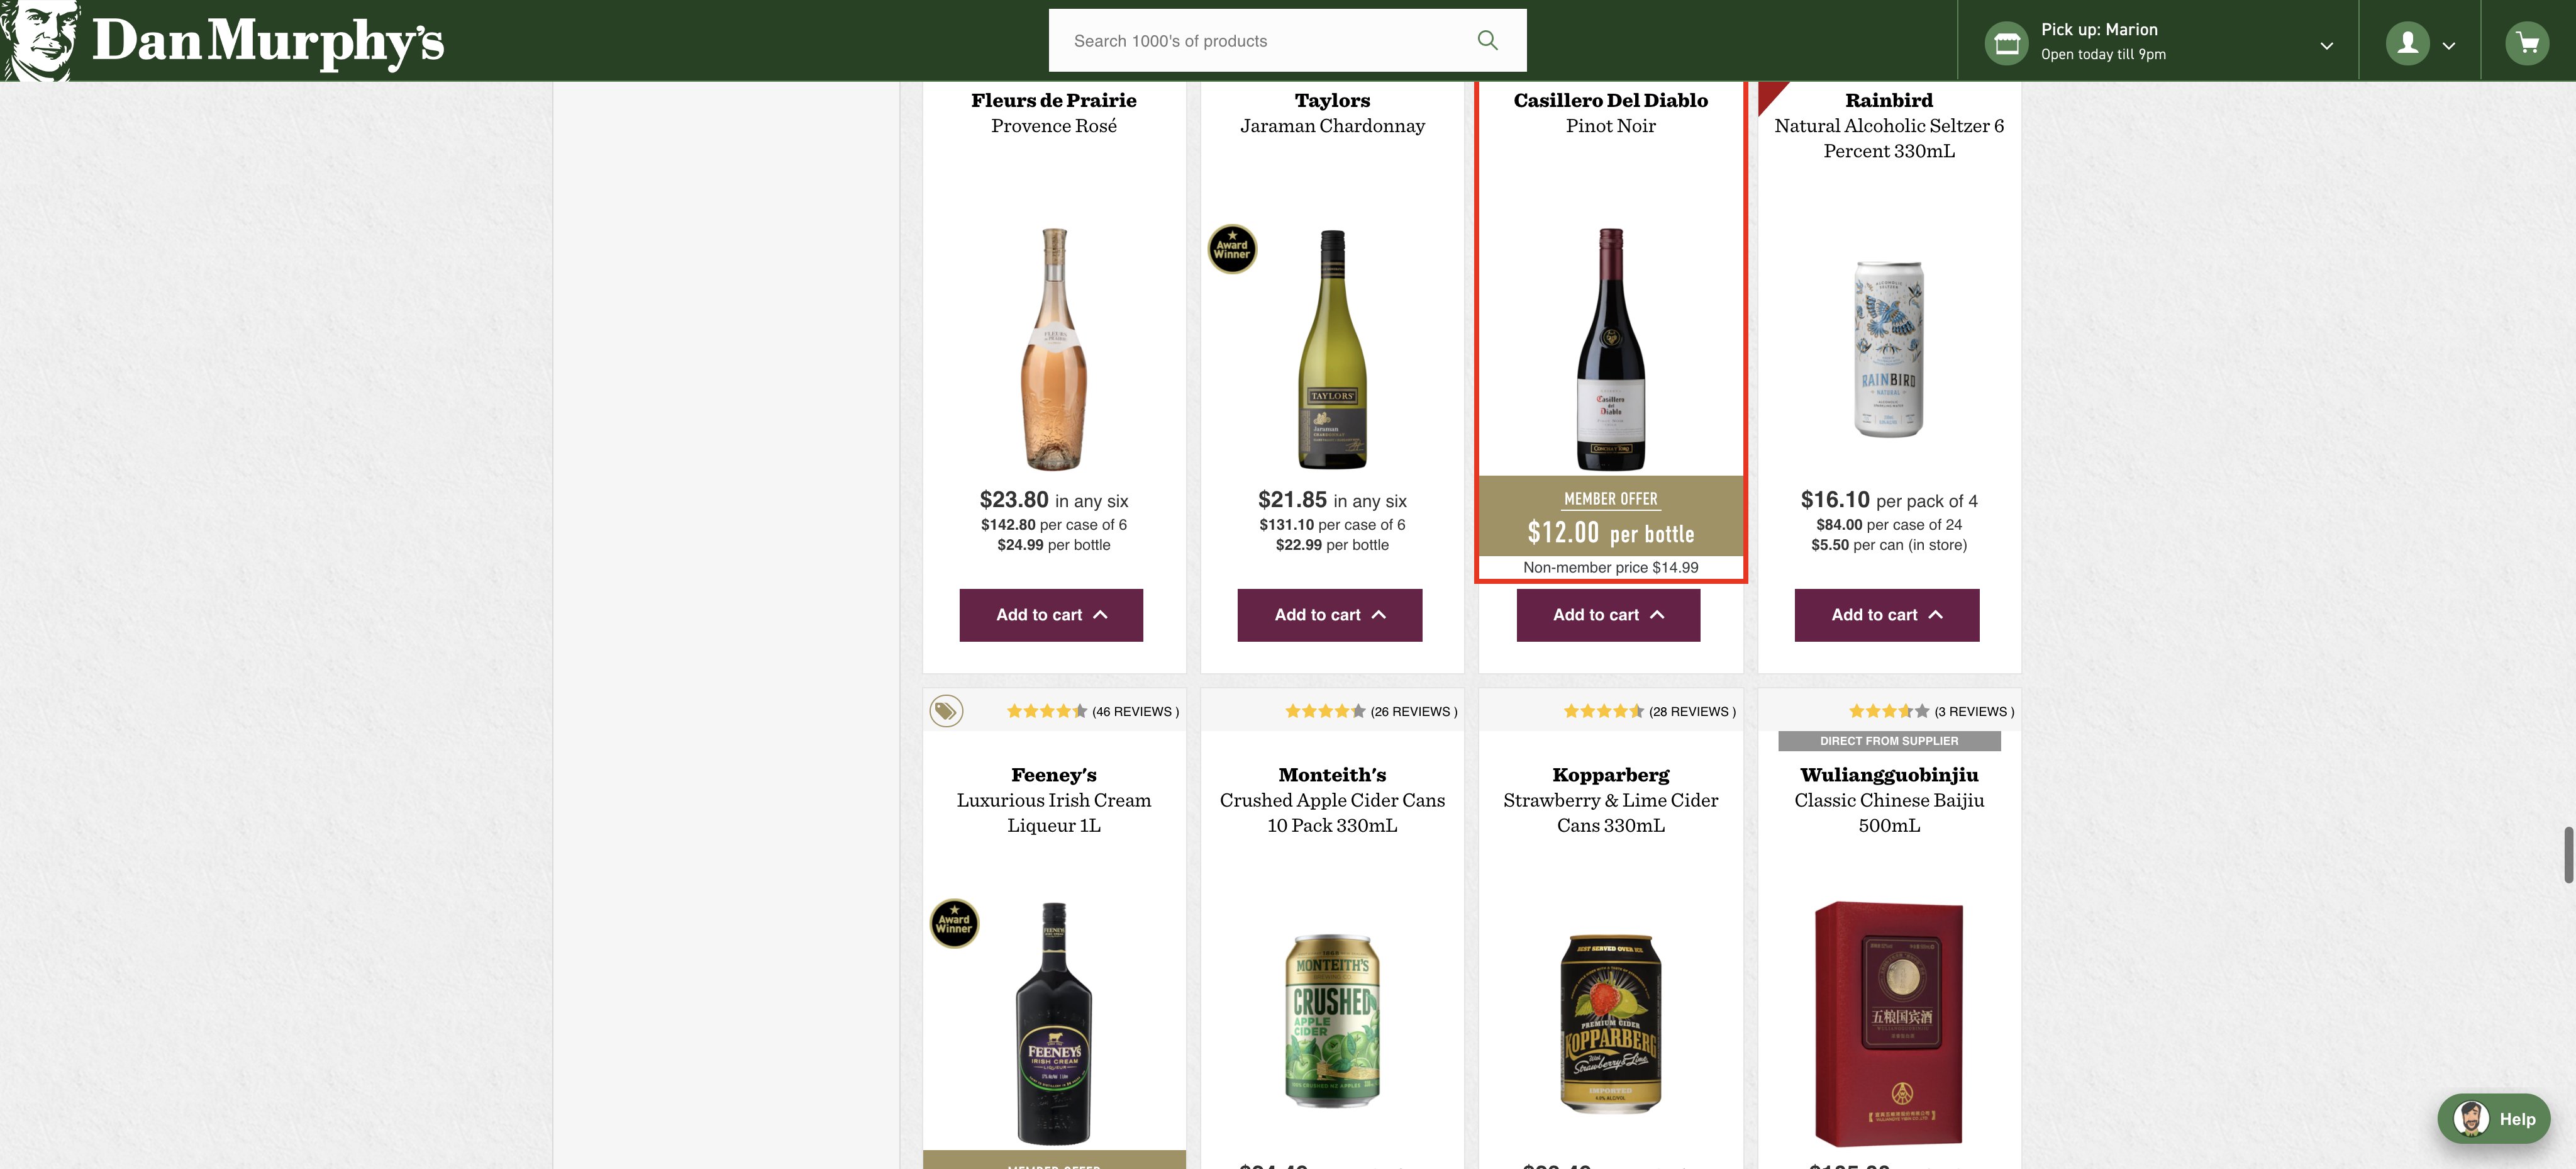 Dan Murphy's
Search 1000's of products
Pick up: Marion
Open today till 9pm
Fleurs de Prairie
Provence Rosé
Taylors
Jaraman Chardonnay
Casillero Del Diablo
Pinot Noir
Rainbird
Natural Alcoholic Seltzer 6
Percent 330mL
Award
Winner
TAYLORS
Jaraman
Casillero
del
Diablo
RAINBIRD
NATURAL
$23.80 in any six
$142.80 per case of 6
$24.99 per bottle
$21.85 in any six
$131.10 per case of 6
$22.99 per bottle
MEMBER OFFER
$12.00 per bottle
Non-member price $14.99
$16.10 per pack of 4
$84.00 per case of 24
$5.50 per can (in store)
Add to cart
Add to cart
Add to cart
Add to cart
(46 REVIEWS )
(26 REVIEWS )
(28 REVIEWS )
(3 REVIEWS )
DIRECT FROM SUPPLIER
Feeney's
Luxurious Irish Cream
Liqueur 1L
Monteith's
Crushed Apple Cider Cans
10 Pack 330mL
Kopparberg
Strawberry & Lime Cider
Cans 330mL
Wuliangguobinjiu
Classic Chinese Baijiu
500mL
Award
Winner
FEENEYS
IRISH CREAM
LIQUEUR
MONTEITH'S
CRUSHED
APPLE
CIDER
BEST SERVED OVER ICE
PREMIUM CIDER
KOPPARBERG
Strawberry & Lime
IMPORTED
五粮国宾酒
Help